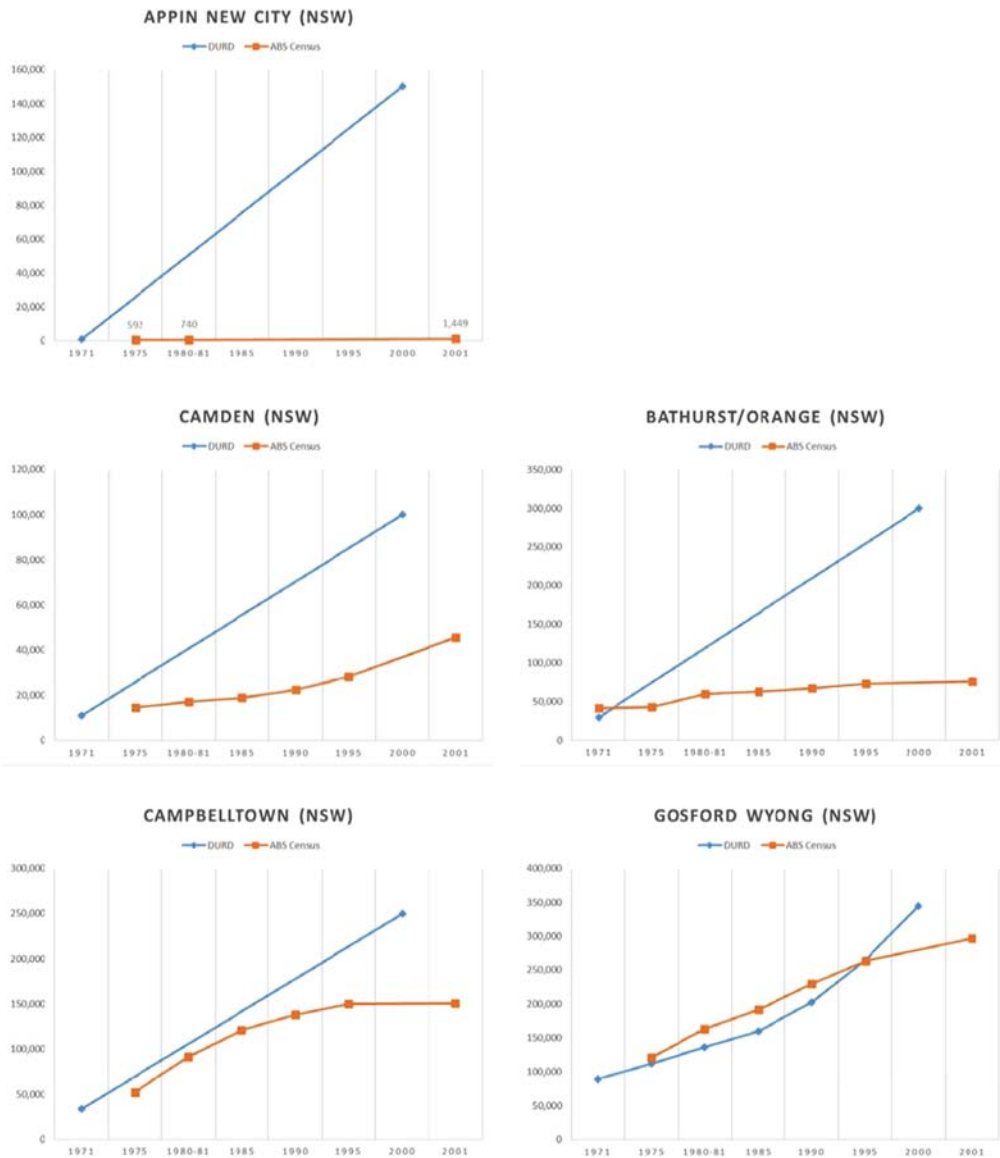 APPIN NEW CITY (NSW)
DURD ABS Census
160,000
140,000
120,000
100,000
80,000
60,000
40,000
20,000
0
592 740 1,449
1971 1975 1980-81 1985 1990 1995 2000 2001
CAMDEN (NSW)
DURD ABS Census
120,000
100,000
80,000
60,000
40,000
20,000
0
1971 1975 1980-81 1985 1990 1995 2000 2001
BATHURST/ORANGE (NSW)
DURD ABS Census
350,000
300,000
250,000
200,000
150,000
100,000
50,000
0
1971 1975 1980-81 1985 1990 1995 2000 2001
CAMPBELLTOWN (NSW)
DURD ABS Census
300,000
250,000
200,000
150,000
100,000
50,000
0
1971 1975 1980-81 1985 1990 1995 2000 2001
GOSFORD WYONG (NSW)
DURD ABS Census
400,000
350,000
300,000
250,000
200,000
150,000
100,000
50,000
0
1971 1975 1980-81 1985 1990 1995 2000 2001